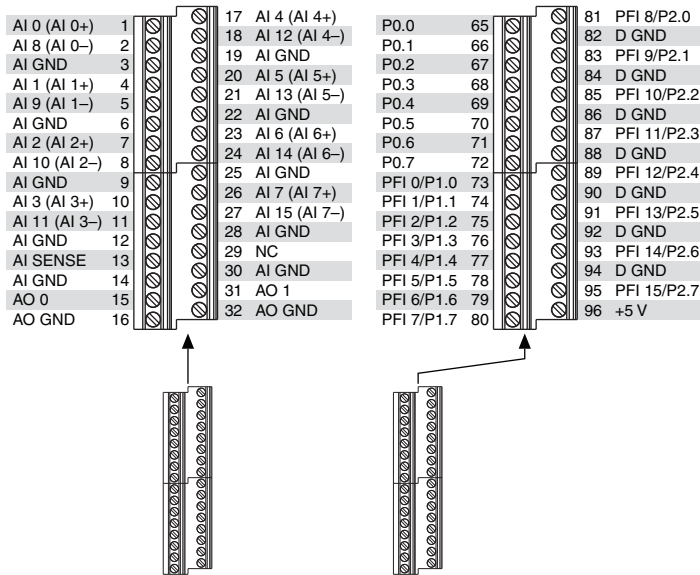 AI 0 (AI 0+) 1
AI 8 (AI 0–) 2
AI GND 3
AI 1 (AI 1+) 4
AI 9 (AI 1–) 5
AI GND 6
AI 2 (AI 2+) 7
AI 10 (AI 2–) 8
AI GND 9
AI 3 (AI 3+) 10
AI 11 (AI 3–) 11
AI GND 12
AI SENSE 13
AI GND 14
AO 0 15
AO GND 16
17 AI 4 (AI 4+)
18 AI 12 (AI 4–)
19 AI GND
20 AI 5 (AI 5+)
21 AI 13 (AI 5–)
22 AI GND
23 AI 6 (AI 6+)
24 AI 14 (AI 6–)
25 AI GND
26 AI 7 (AI 7+)
27 AI 15 (AI 7–)
28 AI GND
29 NC
30 AI GND
31 AO 1
32 AO GND
P0.0 65
P0.1 66
P0.2 67
P0.3 68
P0.4 69
P0.5 70
P0.6 71
P0.7 72
PFI 0/P1.0 73
PFI 1/P1.1 74
PFI 2/P1.2 75
PFI 3/P1.3 76
PFI 4/P1.4 77
PFI 5/P1.5 78
PFI 6/P1.6 79
PFI 7/P1.7 80
81 PFI 8/P2.0
82 D GND
83 PFI 9/P2.1
84 D GND
85 PFI 10/P2.2
86 D GND
87 PFI 11/P2.3
88 D GND
89 PFI 12/P2.4
90 D GND
91 PFI 13/P2.5
92 D GND
93 PFI 14/P2.6
94 D GND
95 PFI 15/P2.7
96 +5 V